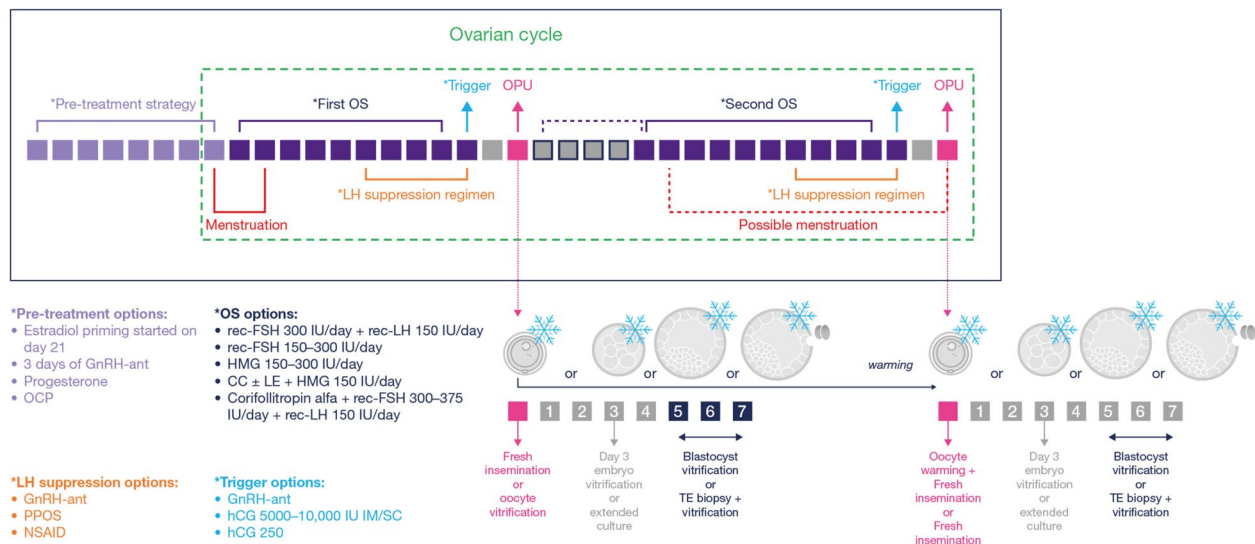 Ovarian cycle
*Trigger
OPU
*Trigger
OPU
*Pre-treatment strategy
*First OS
*Second OS
*LH suppression regimen
*LH suppression regimen
Menstruation
Possible menstruation
*Pre-treatment options:
• Estradiol priming started on
day 21
• 3 days of GnRH-ant
• Progesterone
• OCP
*OS options:
• rec-FSH 300 IU/day + rec-LH 150 IU/day
• rec-FSH 150–300 IU/day
• HMG 150–300 IU/day
• CC ± LE + HMG 150 IU/day
• Corifollitropin alfa + rec-FSH 300–375
IU/day + rec-LH 150 IU/day
*LH suppression options:
• GnRH-ant
• PPOS
• NSAID
*Trigger options:
• GnRH-ant
• hCG 5000–10,000 IU IM/SC
• hCG 250
or
or
or
warming
or
or
or
1 2 3 4 5 6 7
1 2 3 4 5 6 7
Fresh
insemination
or
oocyte
vitrification
Day 3
embryo
vitrification
or
extended
culture
Blastocyst
vitrification
or
TE biopsy +
vitrification
Oocyte
warming +
Fresh
insemination
or
Fresh
insemination
Day 3
embryo
vitrification
or
extended
culture
Blastocyst
vitrification
or
TE biopsy +
vitrification